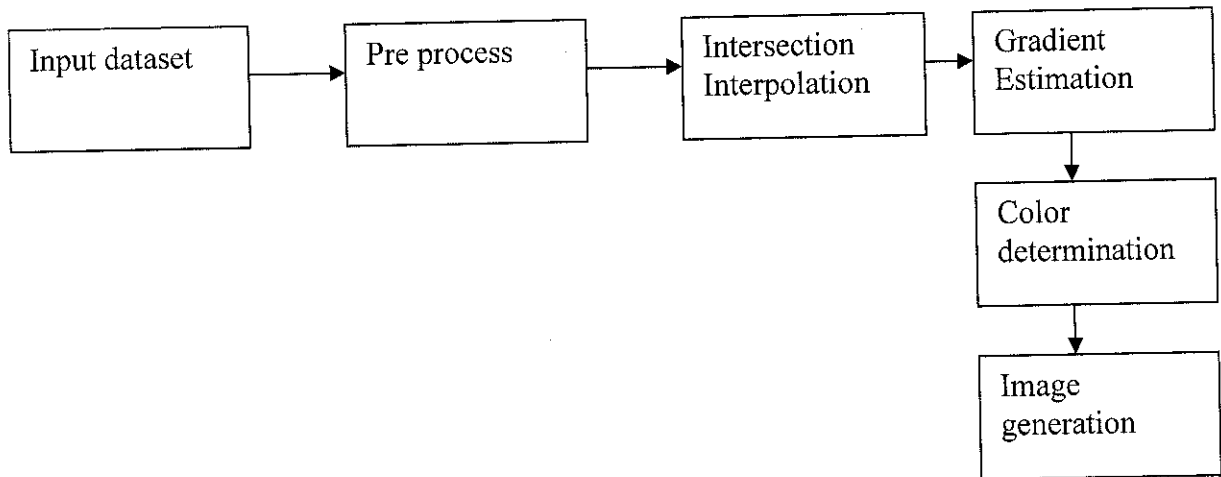 Input dataset
Pre process
Intersection
Interpolation
Gradient
Estimation
Color
determination
Image
generation